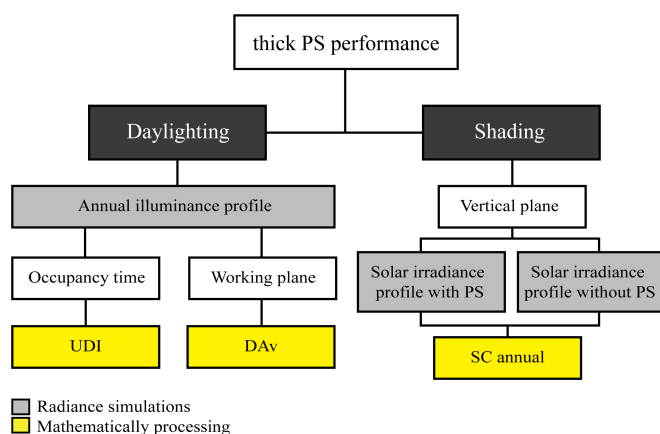 thick PS performance
Daylighting
Shading
Annual illuminance profile
Vertical plane
Occupancy time
Working plane
Solar irradiance
profile with PS
Solar irradiance
profile without PS
UDI
DAv
SC annual
Radiance simulations
Mathematically processing